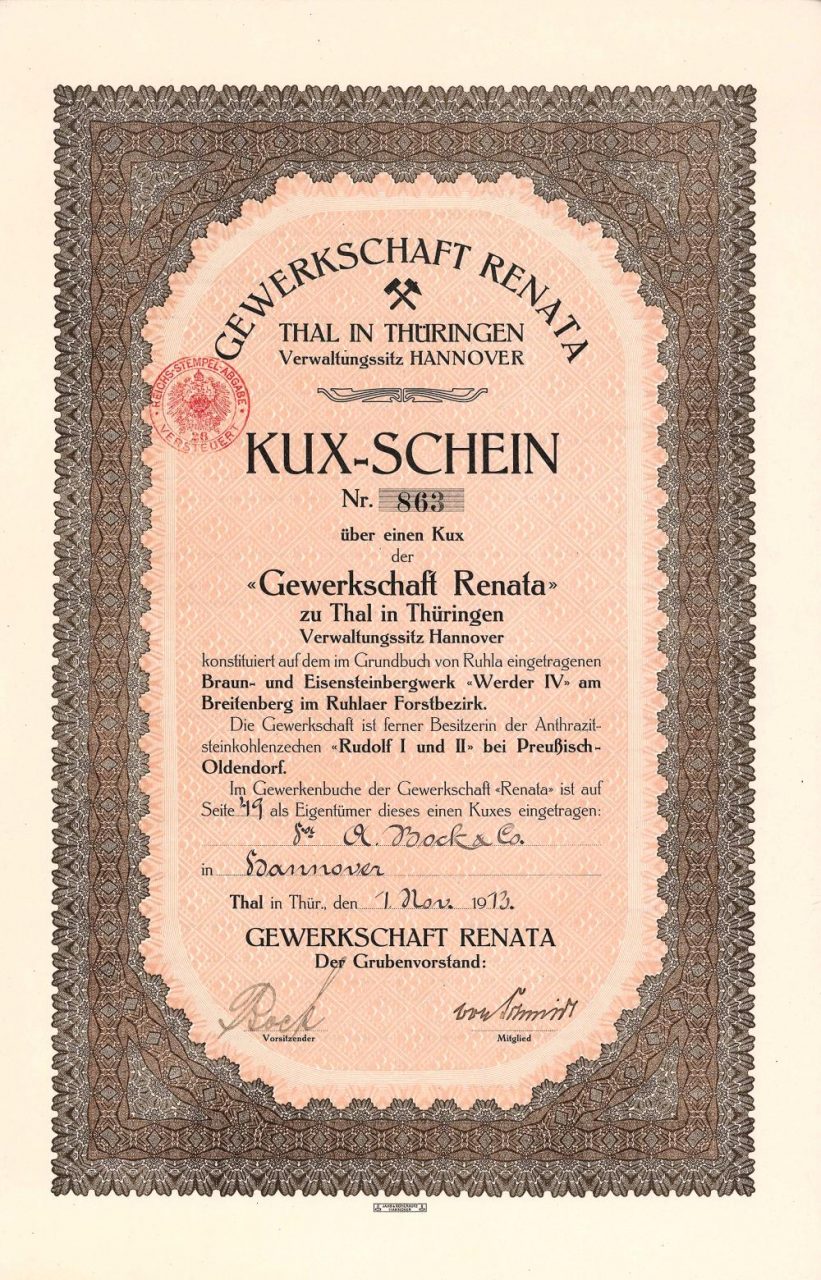 GEWERKSCHAFT RENATA
THAL IN THÜRINGEN
Verwaltungssitz HANNOVER
REICHS-STEMPEL-ABGABE
VERSTEUERT
KUX-SCHEIN
Nr. 863
über einen Kux
der
«Gewerkschaft Renata»
zu Thal in Thüringen
Verwaltungssitz Hannover
konstituiert auf dem im Grundbuch von Ruhla eingetragenen
Braun- und Eisensteinbergwerk «Werder IV» am
Breitenberg im Ruhlaer Forstbezirk.
Die Gewerkschaft ist ferner Besitzerin der Anthrazit-
steinkohlenzechen «Rudolf I und II» bei Preußisch-
Oldendorf.
Im Gewerkenbuche der Gewerkschaft «Renata» ist auf
Seite als Eigentümer dieses einen Kuxes eingetragen:
A. Bock & Co.
in Hannover
Thal in Thür., den 1 Nov. 1913.
GEWERKSCHAFT RENATA
Der Grubenvorstand:
von Schmidt
Vorsitzender Mitglied
HANNOVER